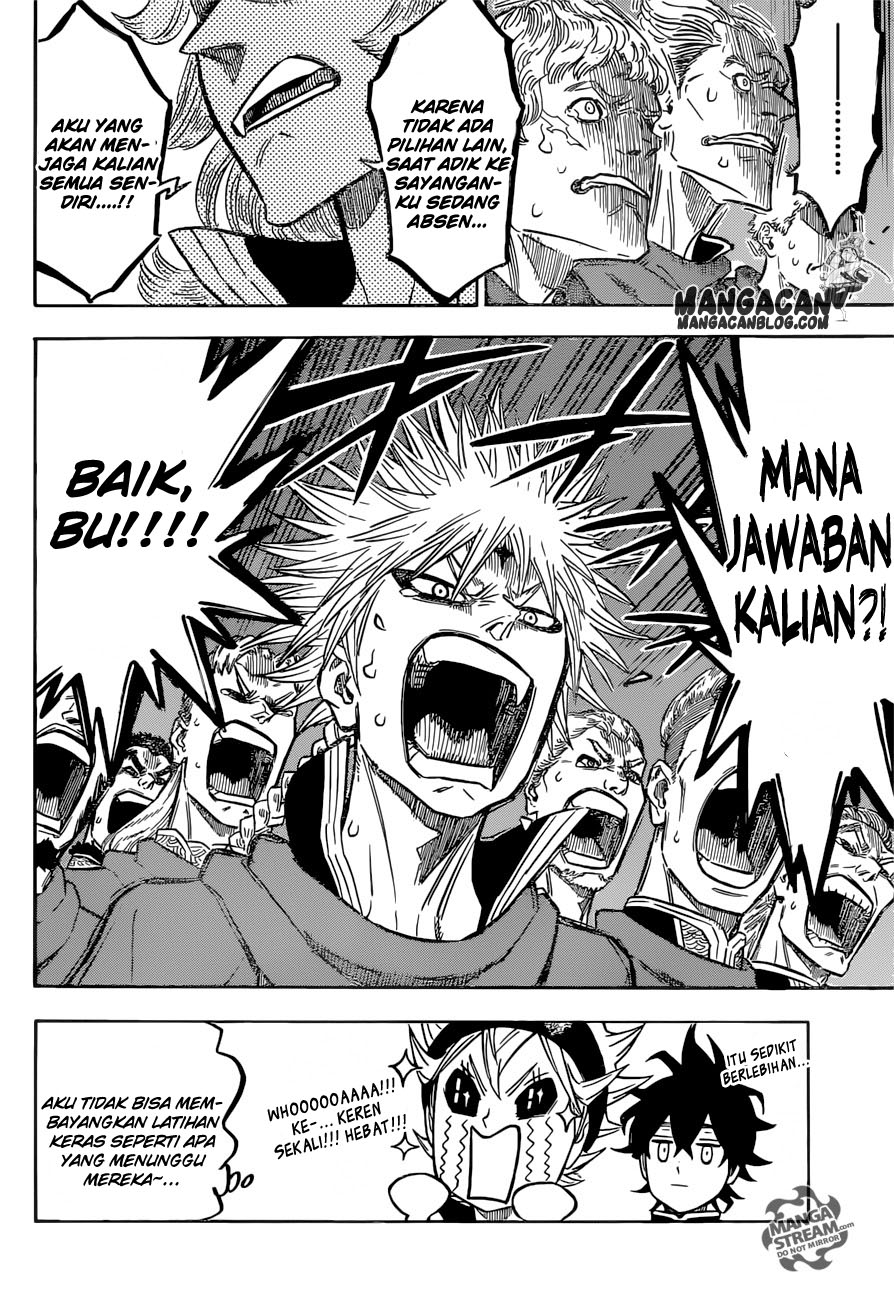 ............
KARENA
TIDAK ADA
PILIHAN LAIN,
SAAT ADIK KE
SAYANGAN-
KU SEDANG
ABSEN...
AKU YANG
AKAN MEN-
JAGA KALIAN
SEMUA SEN-
DIRI....!!
MANGACAN
MANGACANBLOG.COM
MANA
JAWABAN
KALIAN?!
BAIK,
BU!!!!
ITU SEDIKIT
BERLEBIHAN...
WHOOOOOAAAA!!!
KE-... KEREN
SEKALI!!! HEBAT!!!
AKU TIDAK BISA MEM-
BAYANGKAN LATIHAN
KERAS SEPERTI APA
YANG MENUNGGU
MEREKA~...
MANGA
STREAM.com
DO NOT MIRROR